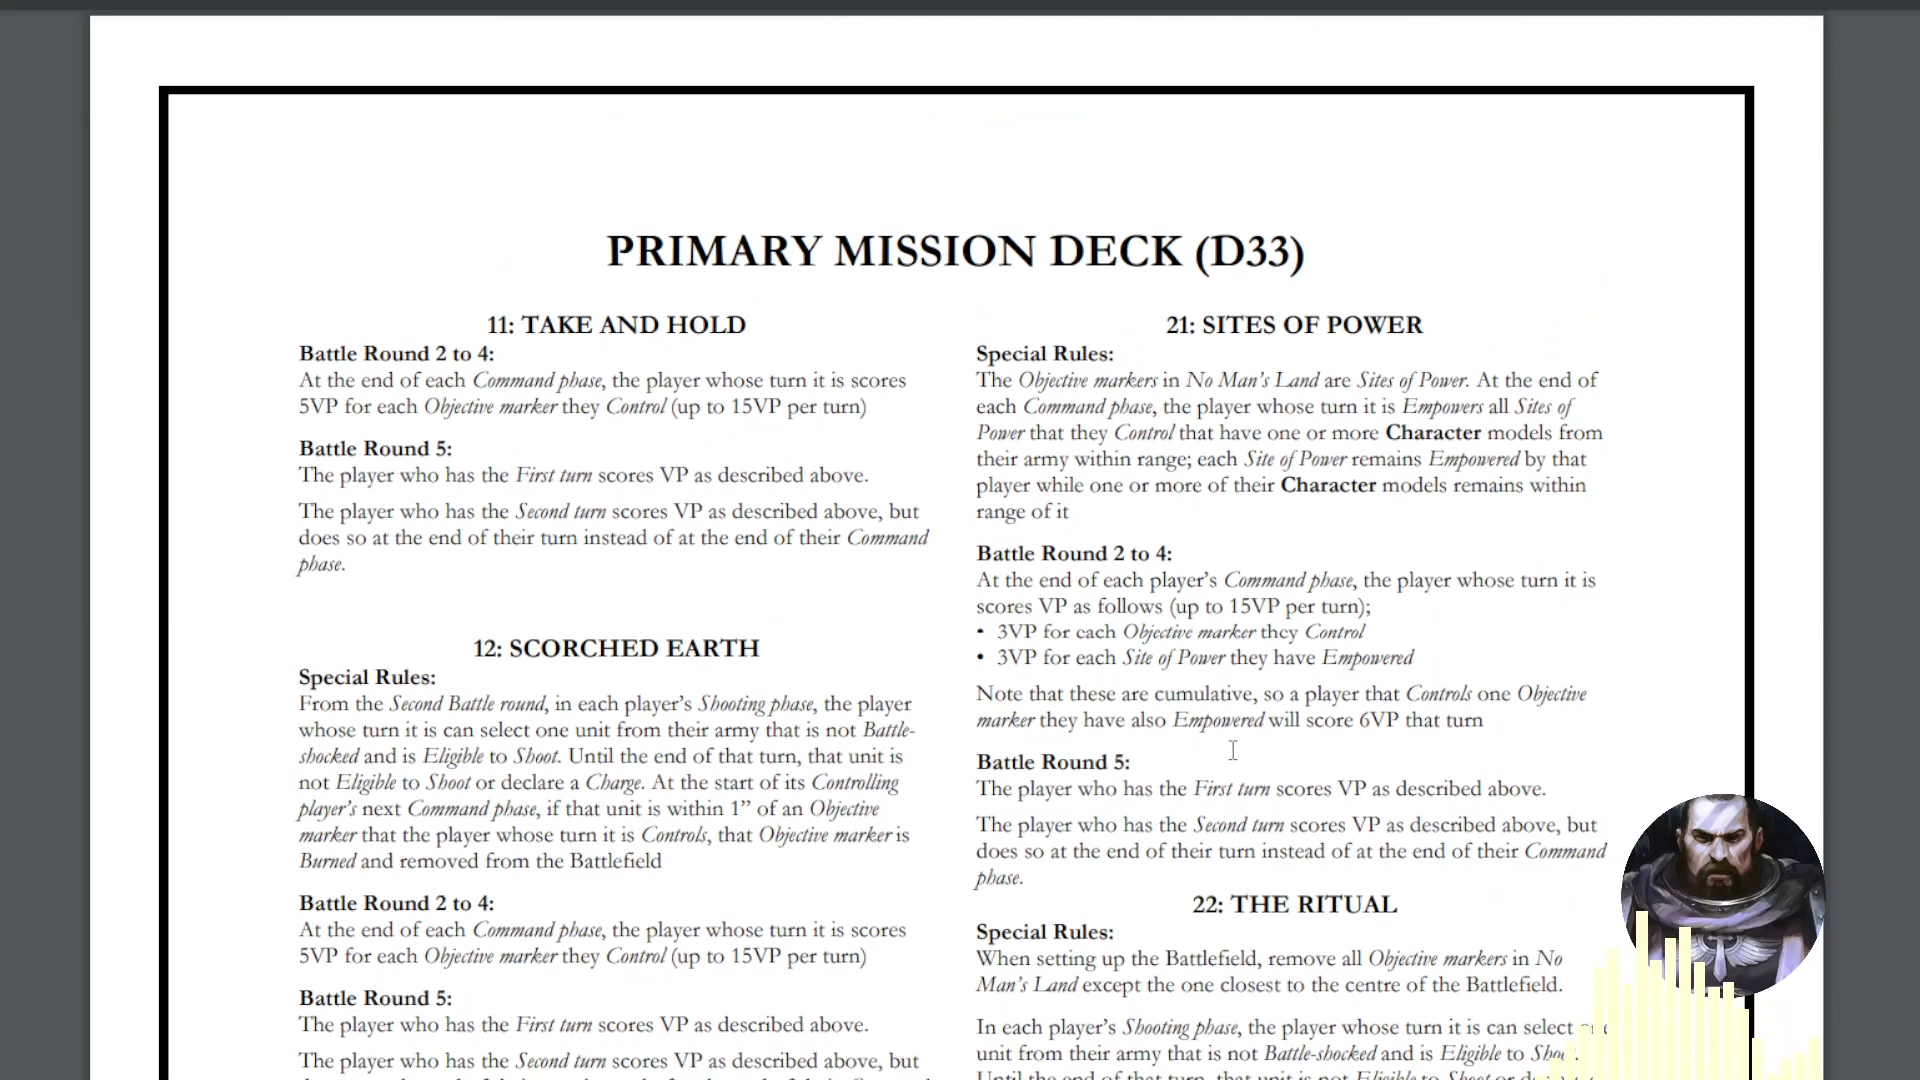 PRIMARY MISSION DECK (D33)
11: TAKE AND HOLD
Battle Round 2 to 4:
At the end of each Command phase, the player whose turn it is scores
5VP for each Objective marker they Control (up to 15VP per turn)
Battle Round 5:
The player who has the First turn scores VP as described above.
The player who has the Second turn scores VP as described above, but
does so at the end of their turn instead of at the end of their Command
phase.
12: SCORCHED EARTH
Special Rules:
From the Second Battle round, in each player's Shooting phase, the player
whose turn it is can select one unit from their army that is not Battle-
shocked and is Eligible to Shoot. Until the end of that turn, that unit is
not Eligible to Shoot or declare a Charge. At the start of its Controlling
player's next Command phase, if that unit is within 1” of an Objective
marker that the player whose turn it is Controls, that Objective marker is
Burned and removed from the Battlefield
Battle Round 2 to 4:
At the end of each Command phase, the player whose turn it is scores
5VP for each Objective marker they Control (up to 15VP per turn)
Battle Round 5:
The player who has the First turn scores VP as described above.
The player who has the Second turn scores VP as described above, but
21: SITES OF POWER
Special Rules:
The Objective markers in No Man's Land are Sites of Power. At the end of
each Command phase, the player whose turn it is Empowers all Sites of
Power that they Control that have one or more Character models from
their army within range; each Site of Power remains Empowered by that
player while one or more of their Character models remains within
range of it
Battle Round 2 to 4:
At the end of each player's Command phase, the player whose turn it is
scores VP as follows (up to 15VP per turn);
• 3VP for each Objective marker they Control
• 3VP for each Site of Power they have Empowered
Note that these are cumulative, so a player that Controls one Objective
marker they have also Empowered will score 6VP that turn
Battle Round 5:
The player who has the First turn scores VP as described above.
The player who has the Second turn scores VP as described above, but
does so at the end of their turn instead of at the end of their Command
phase.
22: THE RITUAL
Special Rules:
When setting up the Battlefield, remove all Objective markers in No
Man's Land except the one closest to the centre of the Battlefield.
In each player's Shooting phase, the player whose turn it is can select
unit from their army that is not Battle-shocked and is Eligible to